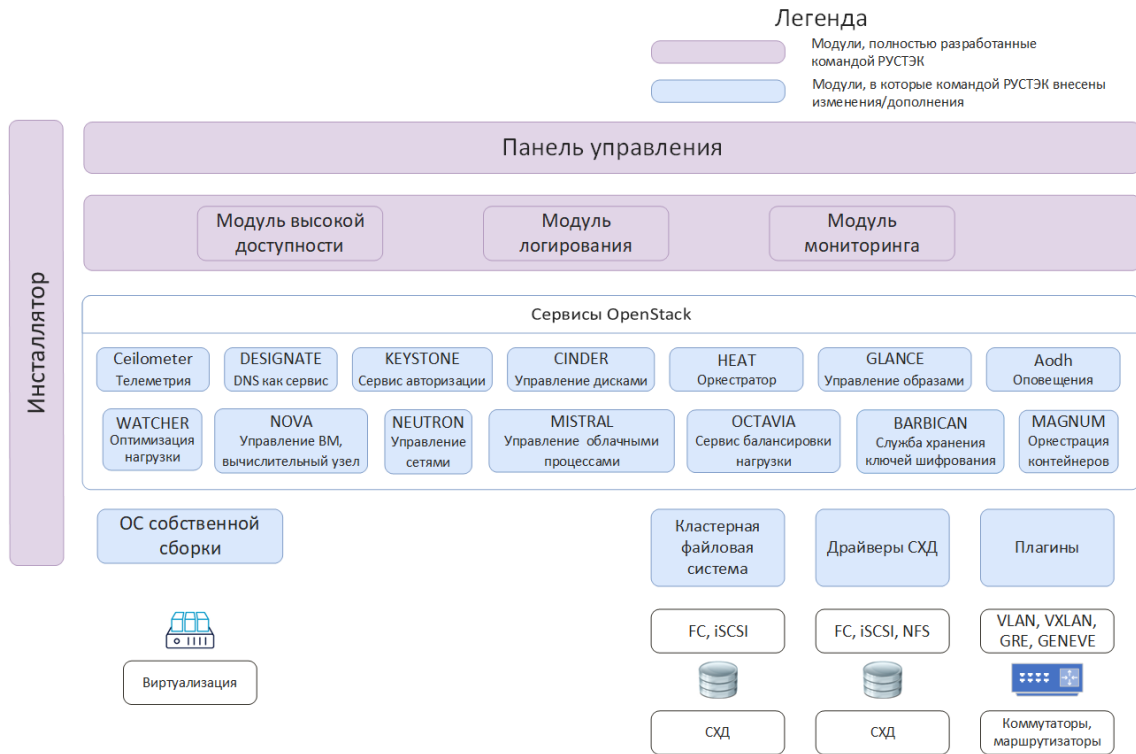 Легенда
Модули, полностью разработанные
командой РУСТЭК
Модули, в которые командой РУСТЭК внесены
изменения/дополнения
Инсталлятор
Панель управления
Модуль высокой
доступности
Модуль
логирования
Модуль
мониторинга
Сервисы OpenStack
Ceilometer
Телеметрия
DESIGNATE
DNS как сервис
KEYSTONE
Сервис авторизации
CINDER
Управление дисками
HEAT
Оркестратор
GLANCE
Управление образами
Aodh
Оповещения
WATCHER
Оптимизация
нагрузки
NOVA
Управление ВМ,
вычислительный узел
NEUTRON
Управление
сетями
MISTRAL
Управление облачными
процессами
OCTAVIA
Сервис балансировки
нагрузки
BARBICAN
Служба хранения
ключей шифрования
MAGNUM
Оркестрация
контейнеров
ОС собственной
сборки
Кластерная
файловая
система
Драйверы СХД
Плагины
FC, iSCSI
FC, iSCSI, NFS
VLAN, VXLAN,
GRE, GENEVE
Виртуализация
СХД
СХД
Коммутаторы,
маршрутизаторы